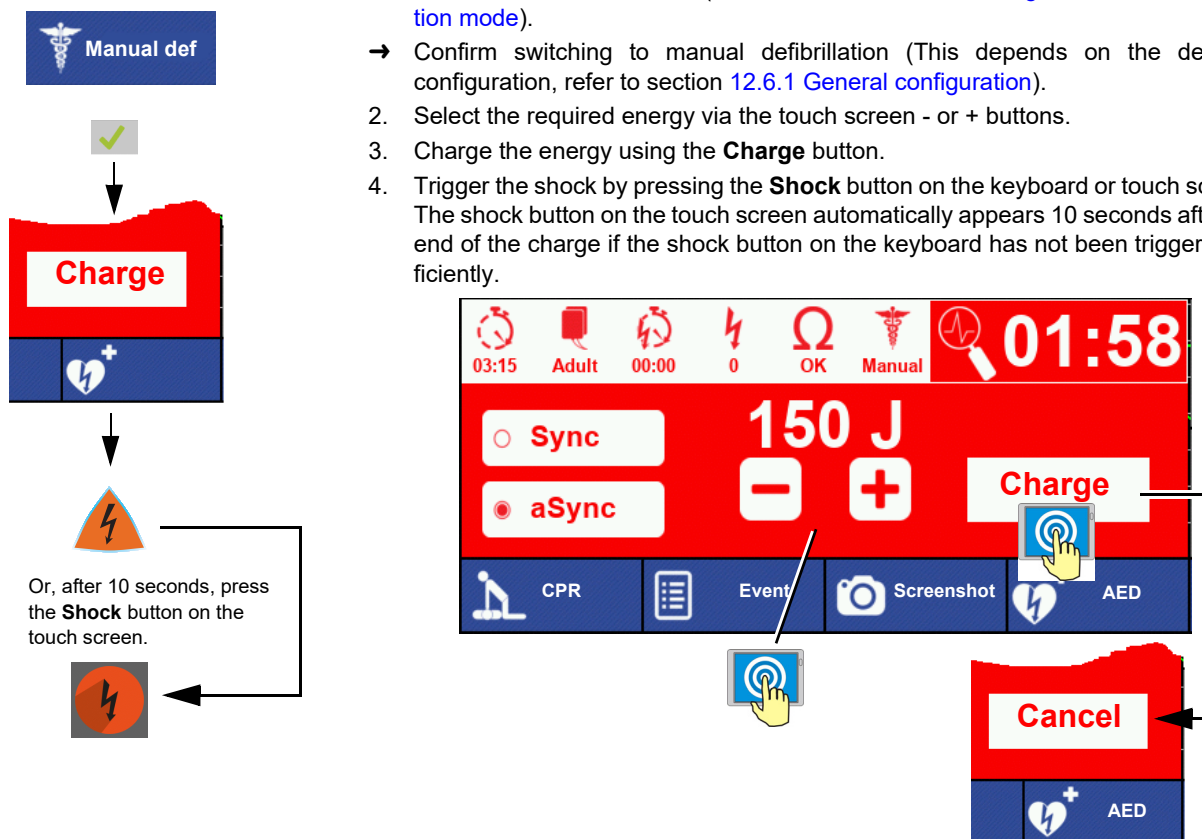 Manual def
tion mode).
➜ Confirm switching to manual defibrillation (This depends on the de
configuration, refer to section 12.6.1 General configuration).
2. Select the required energy via the touch screen - or + buttons.
3. Charge the energy using the Charge button.
4. Trigger the shock by pressing the Shock button on the keyboard or touch sc
The shock button on the touch screen automatically appears 10 seconds aft
end of the charge if the shock button on the keyboard has not been trigger
ficiently.
Charge
Or, after 10 seconds, press
the Shock button on the
touch screen.
03:15 Adult 00:00 0 Ω OK Manual 01:58
150 J
Sync
- +
aSync
Charge
CPR Event Screenshot AED
Cancel
AED